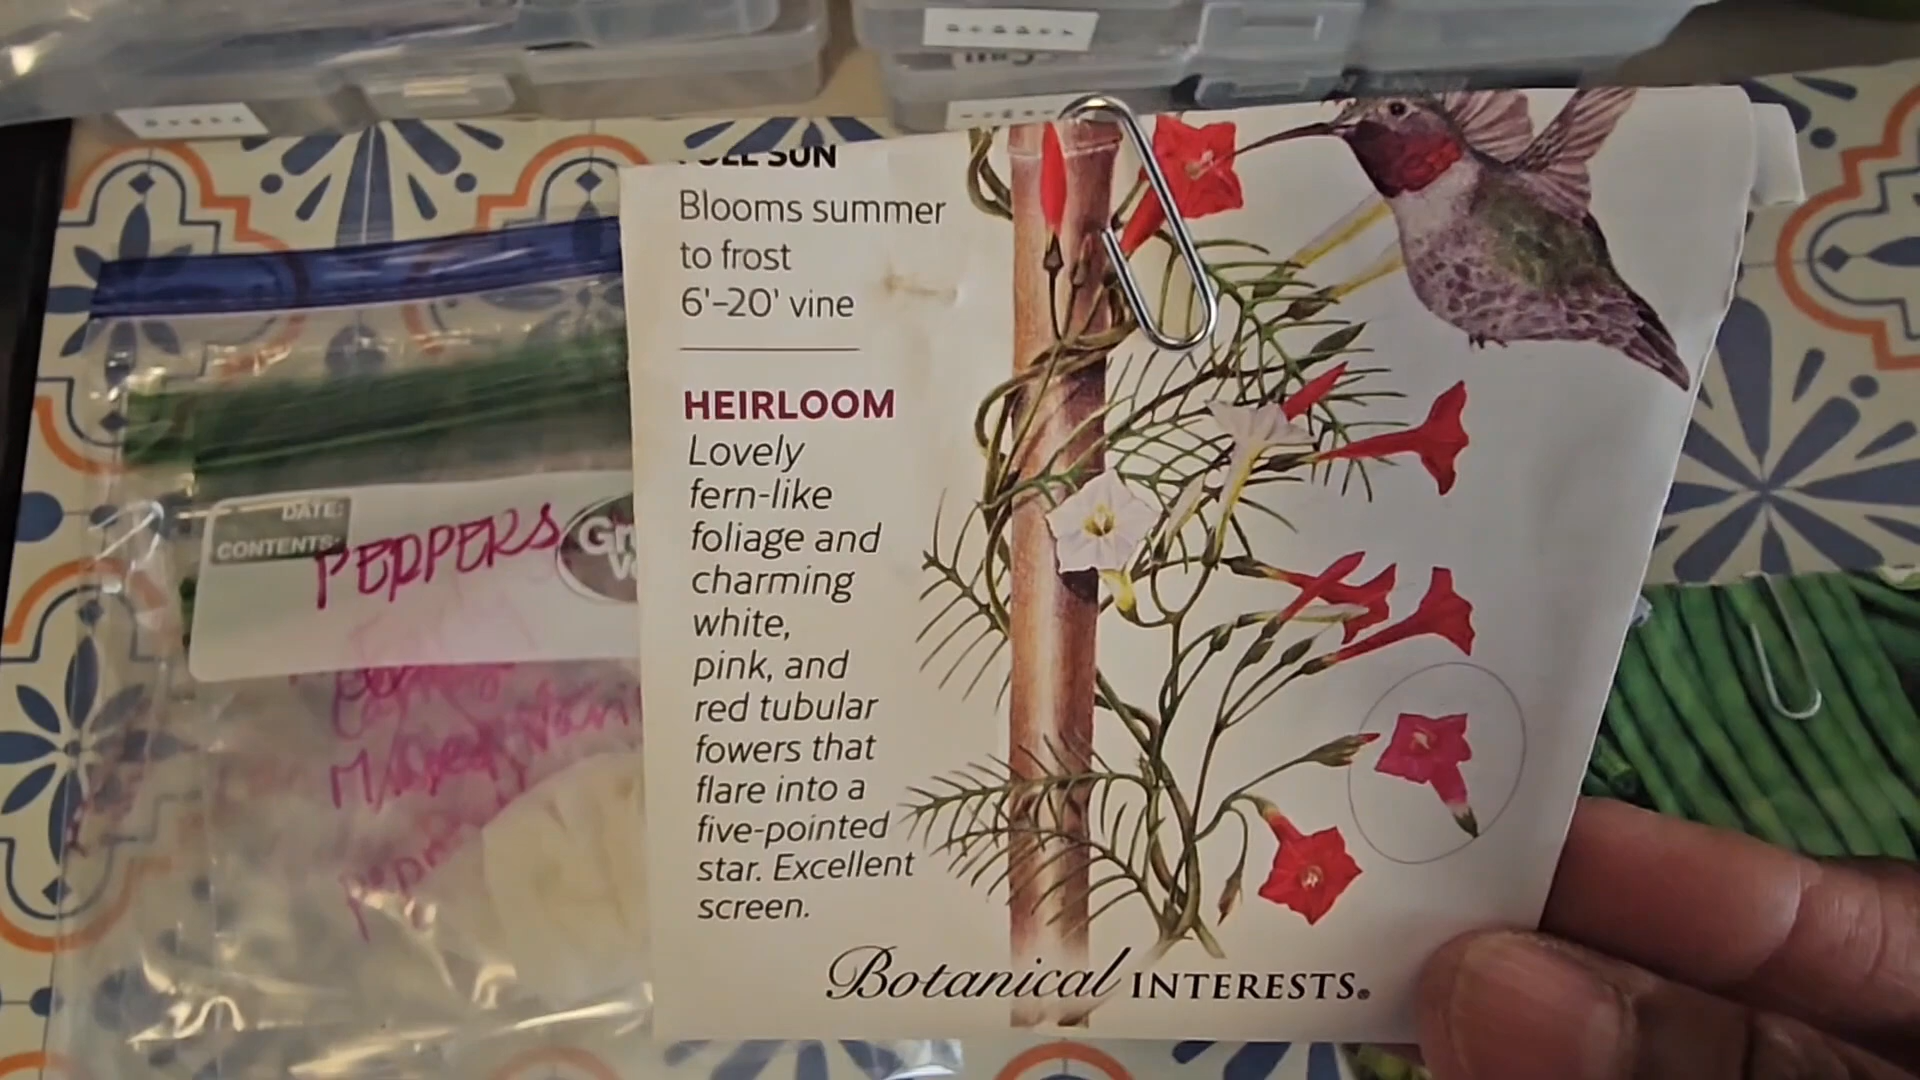 SUN
Blooms summer
to frost
6'–20' vine
HEIRLOOM
Lovely
fern-like
foliage and
charming
white,
pink, and
red tubular
fowers that
flare into a
five-pointed
star. Excellent
screen.
Botanical INTERESTS®
DATE:
CONTENTS:
PEPPERS